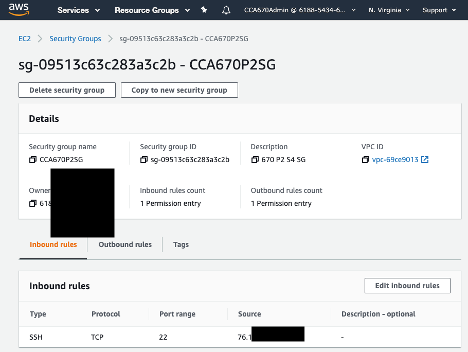 aws Services Resource Groups CCA670Admin @ 6188-5434-6... N. Virginia Support
EC2 > Security Groups > sg-09513c63c283a3c2b - CCA670P2SG
sg-09513c63c283a3c2b - CCA670P2SG
Delete security group Copy to new security group
Details
Security group name Security group ID Description VPC ID
CCA670P2SG sg-09513c63c283a3c2b 670 P2 S4 SG vpc-69ce9013
Owner Inbound rules count Outbound rules count
618 1 Permission entry 1 Permission entry
Inbound rules Outbound rules Tags
Inbound rules Edit inbound rules
Type Protocol Port range Source Description - optional
SSH TCP 22 76.1 -